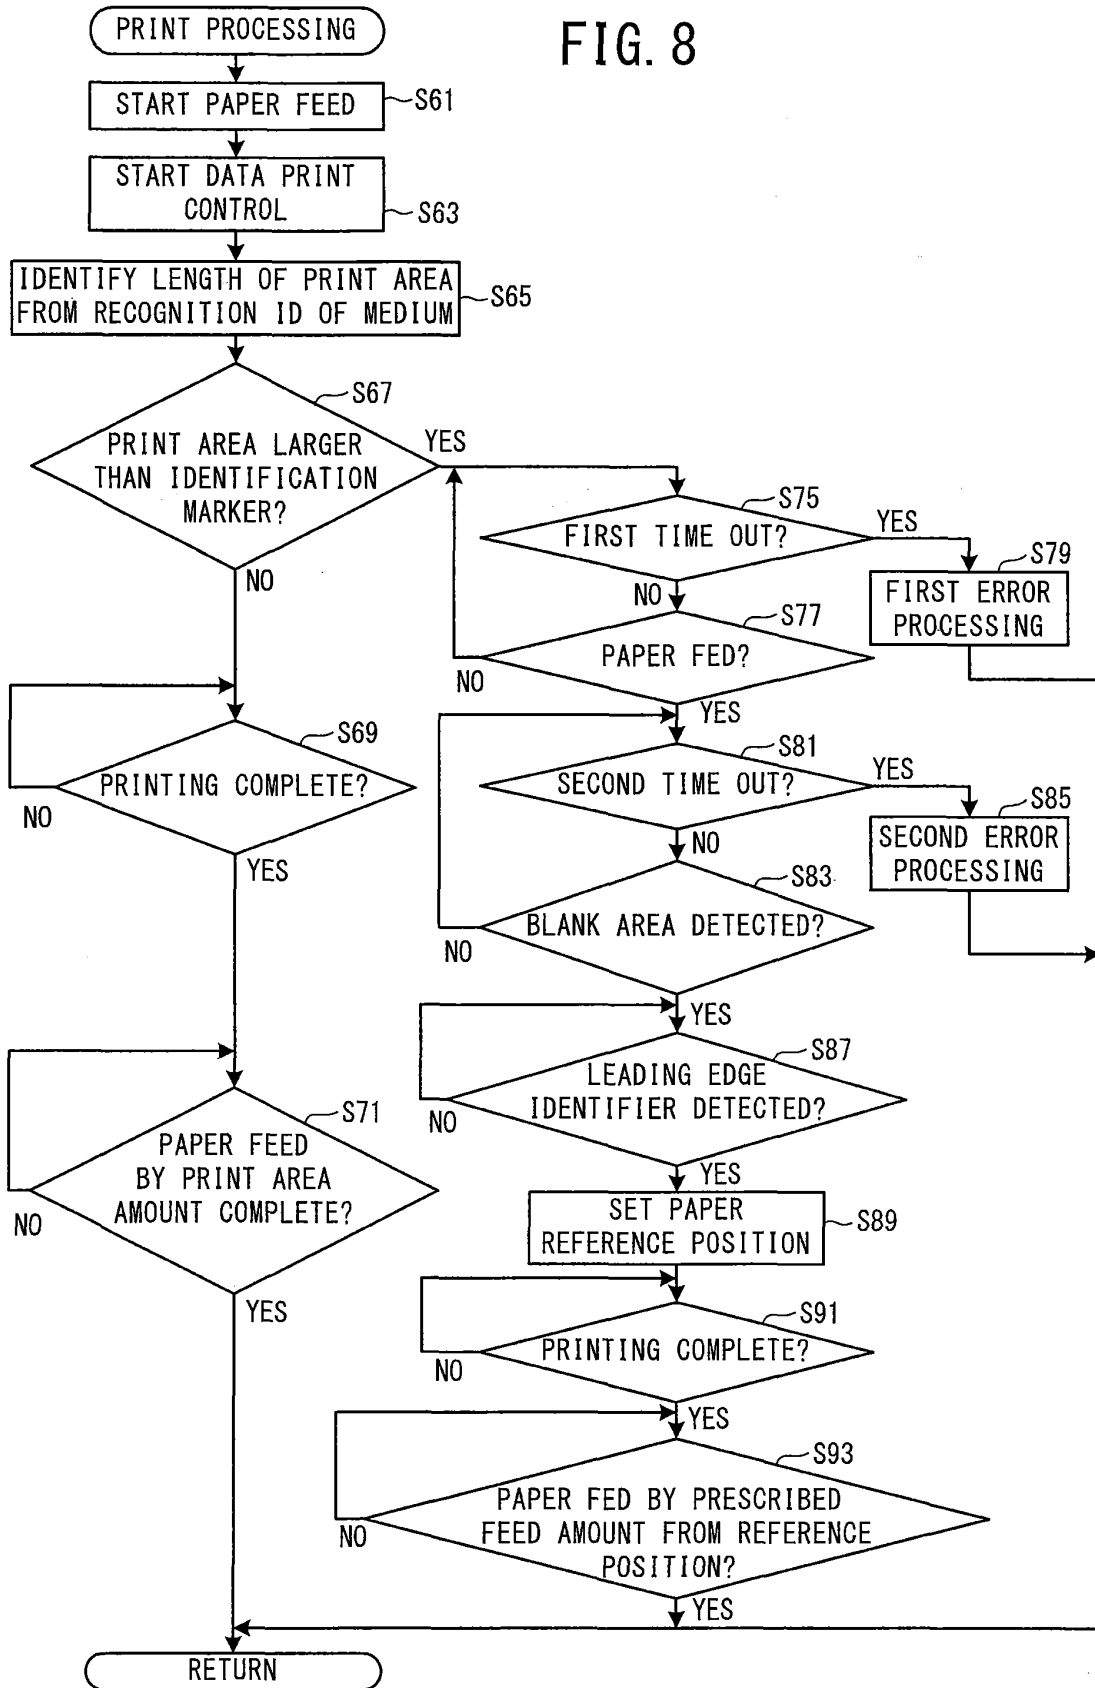 FIG. 8
PRINT PROCESSING
START PAPER FEED
S61
START DATA PRINT
CONTROL
S63
IDENTIFY LENGTH OF PRINT AREA
FROM RECOGNITION ID OF MEDIUM
S65
S67
PRINT AREA LARGER
THAN IDENTIFICATION
MARKER?
YES
NO
S69
PRINTING COMPLETE?
NO
YES
S71
PAPER FEED
BY PRINT AREA
AMOUNT COMPLETE?
NO
YES
S75
FIRST TIME OUT?
YES
NO
S79
FIRST ERROR
PROCESSING
S77
PAPER FED?
NO
YES
S81
SECOND TIME OUT?
YES
NO
S85
SECOND ERROR
PROCESSING
S83
BLANK AREA DETECTED?
NO
YES
S87
LEADING EDGE
IDENTIFIER DETECTED?
NO
YES
SET PAPER
REFERENCE POSITION
S89
S91
PRINTING COMPLETE?
NO
YES
S93
PAPER FED BY PRESCRIBED
FEED AMOUNT FROM REFERENCE
POSITION?
NO
YES
RETURN